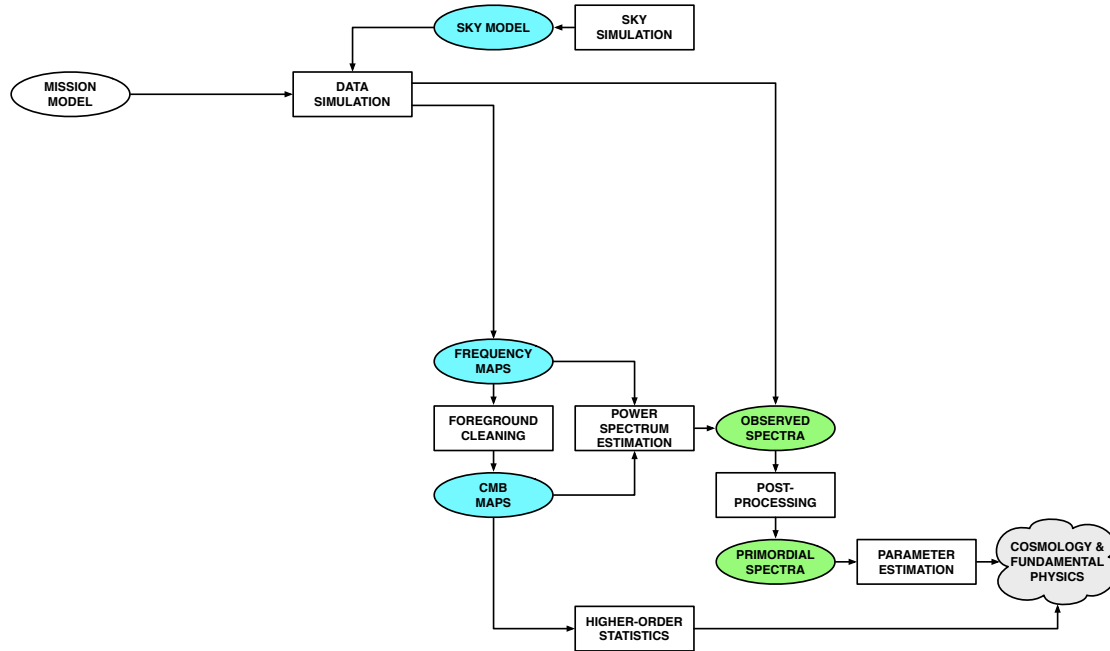 SKY MODEL
SKY
SIMULATION
MISSION
MODEL
DATA
SIMULATION
FREQUENCY
MAPS
FOREGROUND
CLEANING
POWER
SPECTRUM
ESTIMATION
OBSERVED
SPECTRA
CMB
MAPS
POST-
PROCESSING
PRIMORDIAL
SPECTRA
PARAMETER
ESTIMATION
COSMOLOGY &
FUNDAMENTAL
PHYSICS
HIGHER-ORDER
STATISTICS